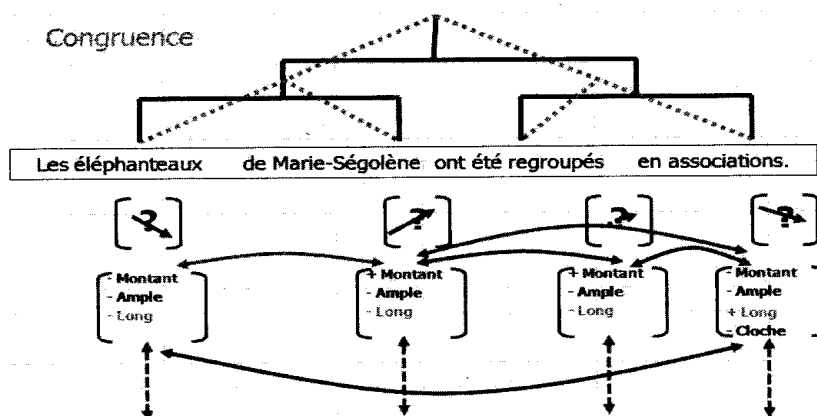 Congruence
Les éléphanteaux de Marie-Ségolène ont été regroupés en associations.
? ? ? ?
- Montant + Montant + Montant - Montant
- Ample - Ample - Ample - Ample
- Long - Long - Long + Long
- Cloche